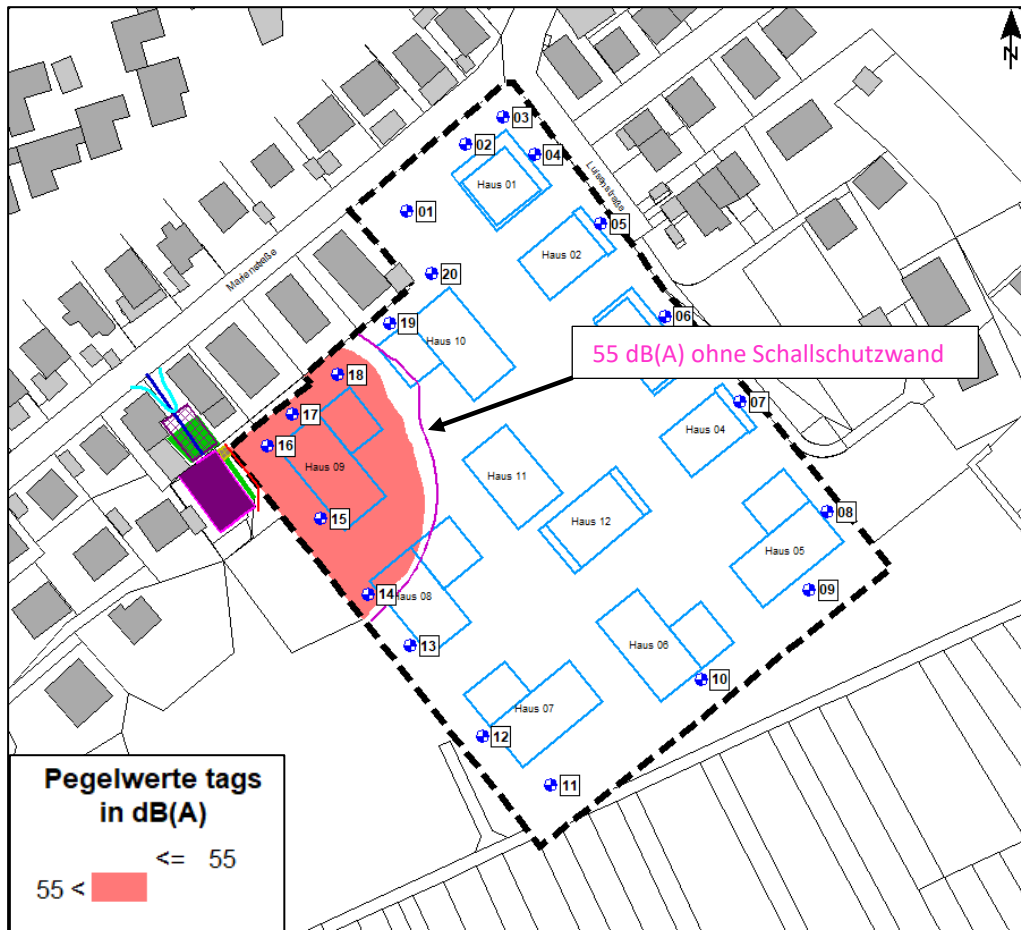 N
03
02
04
Haus 01
Luisenstraße
01
05
Haus 02
Marienstraße
20
06
19
Haus 10
55 dB(A) ohne Schallschutzwand
18
07
17
Haus 04
16
Haus 09
Haus 11
15
Haus 12
08
Haus 05
14
Haus 08
09
13
Haus 06
10
Haus 07
12
11
Pegelwerte tags
in dB(A)
<= 55
55 <